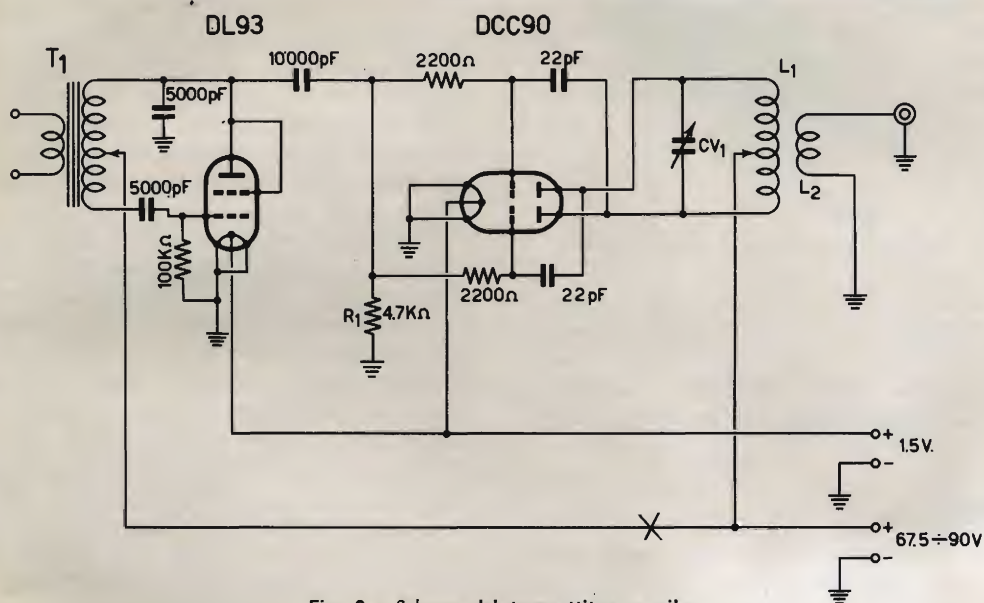 DL93
DCC90
T1
10000pF
2200Ω
22pF
L1
5000pF
CV1
L2
5000pF
100KΩ
2200Ω
22pF
R1 4.7KΩ
+ 1.5V.
-
+ 67.5÷90V
-